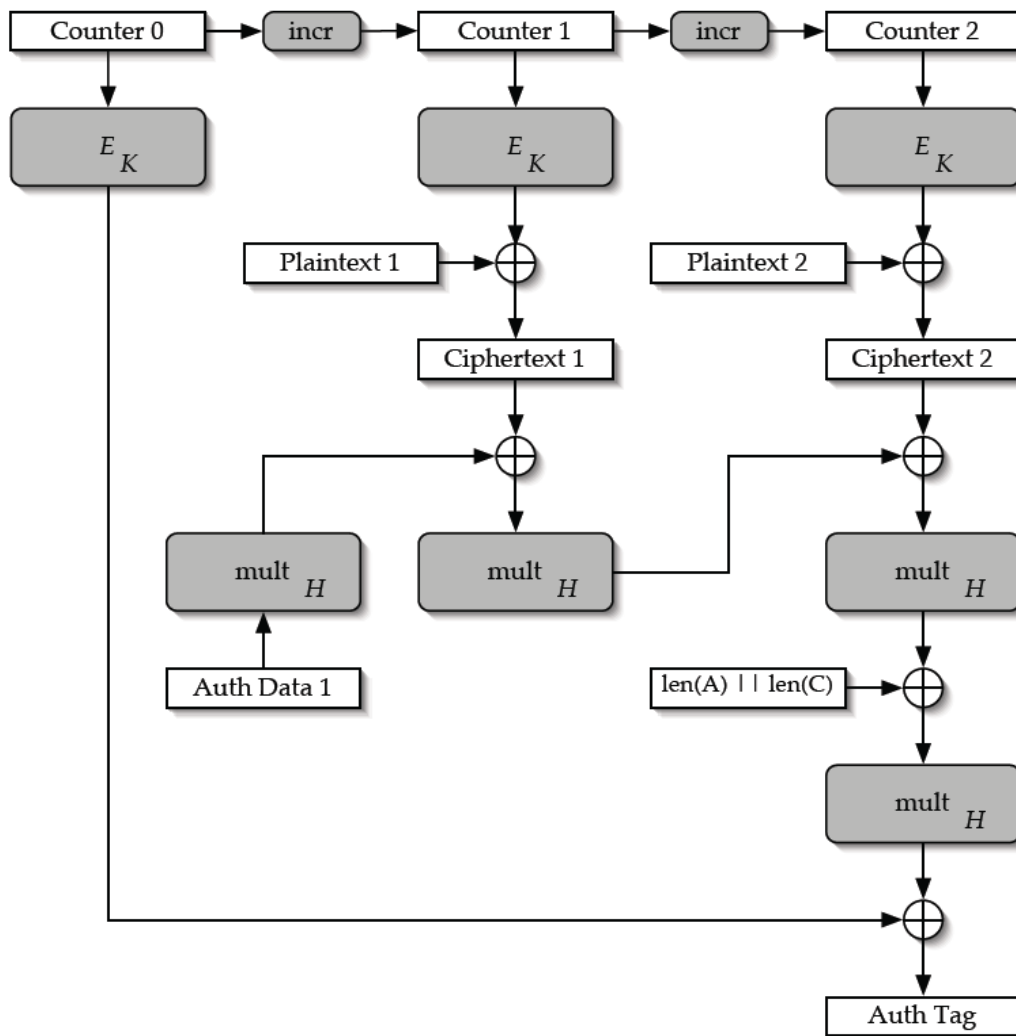 Counter 0
incr
Counter 1
incr
Counter 2
E K
E K
E K
Plaintext 1
Plaintext 2
Ciphertext 1
Ciphertext 2
mult H
mult H
mult H
Auth Data 1
len(A) || len(C)
mult H
Auth Tag